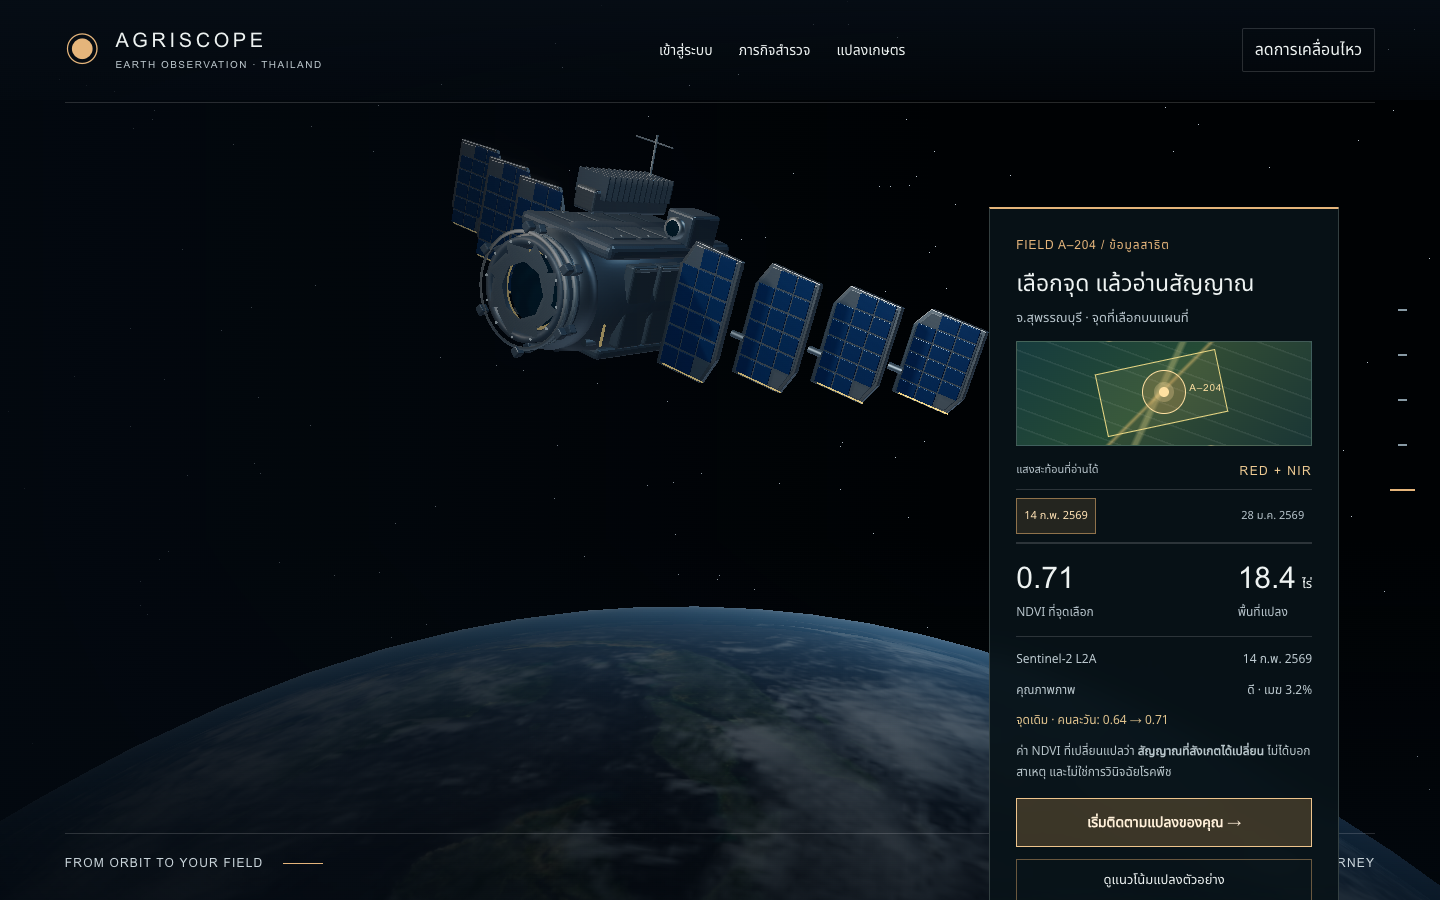 AGRISCOPE
EARTH OBSERVATION · THAILAND
เข้าสู่ระบบ ภารกิจสำรวจ แปลงเกษตร
ลดการเคลื่อนไหว
FIELD A–204 / ข้อมูลสาธิต
เลือกจุด แล้วอ่านสัญญาณ
จ.สุพรรณบุรี · จุดที่เลือกบนแผนที่
A–204
แสงสะท้อนที่อ่านได้ RED + NIR
14 ก.พ. 2569 28 ม.ค. 2569
0.71 18.4 ไร่
NDVI ที่จุดเลือก พื้นที่แปลง
Sentinel-2 L2A 14 ก.พ. 2569
คุณภาพภาพ ดี · เมฆ 3.2%
จุดเดิม · คนละวัน: 0.64 → 0.71
ค่า NDVI ที่เปลี่ยนแปลว่า สัญญาณที่สังเกตได้เปลี่ยน ไม่ได้บอก
สาเหตุ และไม่ใช่การวินิจฉัยโรคพืช
เริ่มติดตามแปลงของคุณ →
ดูแนวโน้มแปลงตัวอย่าง
FROM ORBIT TO YOUR FIELD
RNEY